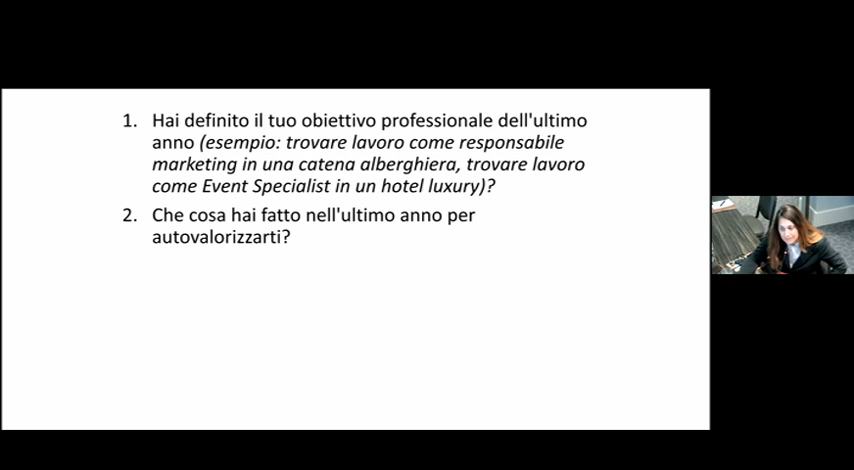 1. Hai definito il tuo obiettivo professionale dell'ultimo
anno (esempio: trovare lavoro come responsabile
marketing in una catena alberghiera, trovare lavoro
come Event Specialist in un hotel luxury)?
2. Che cosa hai fatto nell'ultimo anno per
autovalorizzarti?